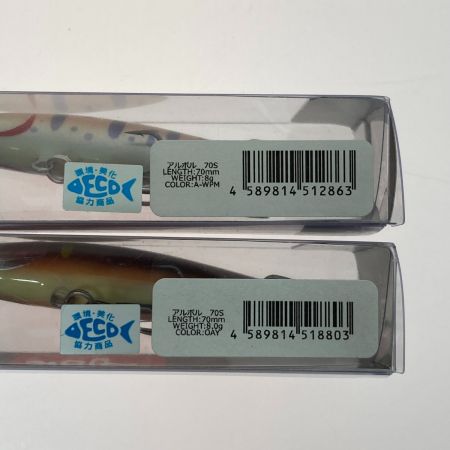 環境・美化
ECO
協力商品
アルボル 70S
LENGTH:70mm
WEIGHT:8g
COLOR:A-WPM
4 589814 512863
環境・美化
ECO
協力商品
アルボル 70S
LENGTH:70mm
WEIGHT:8.0g
COLOR:OAY
4 589814 518803